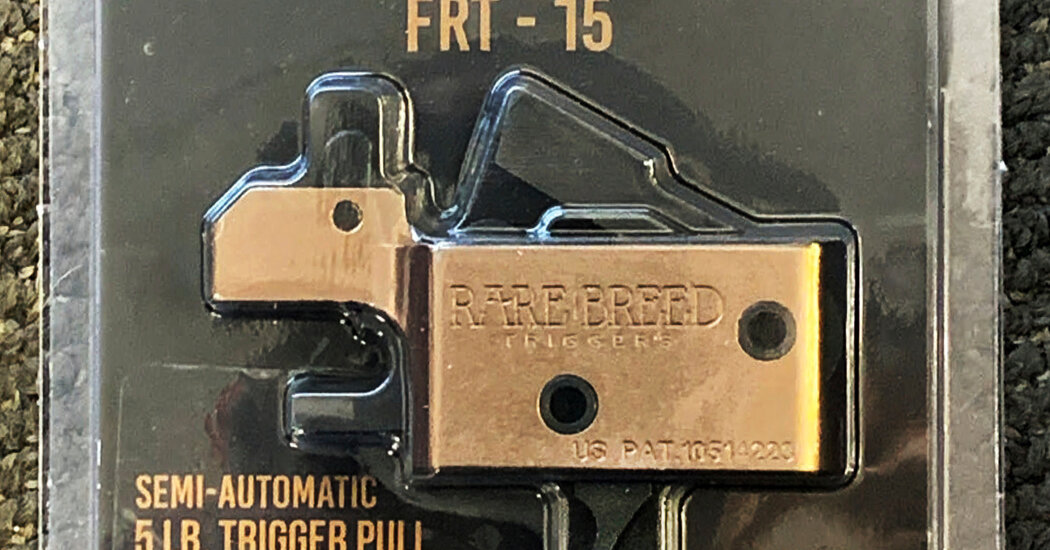 FRT - 15
RARE BREED
TRIGGERS
US PAT.10514223
SEMI-AUTOMATIC
5 LB. TRIGGER PULL